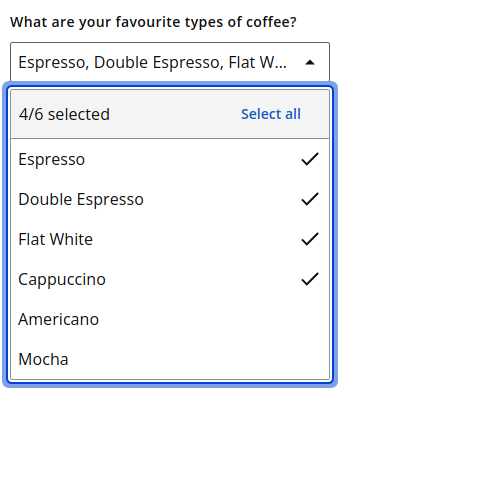 What are your favourite types of coffee?
Espresso, Double Espresso, Flat W...
4/6 selected Select all
Espresso
Double Espresso
Flat White
Cappuccino
Americano
Mocha